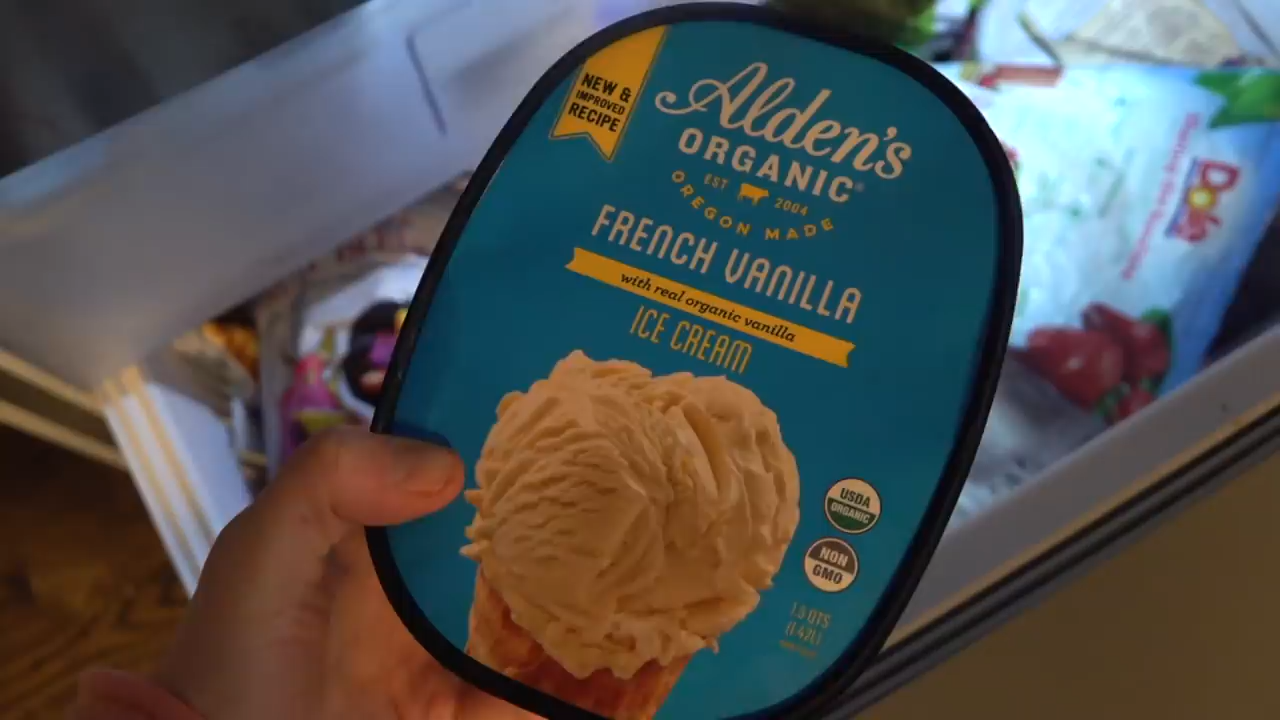 NEW &
IMPROVED
RECIPE
Alden's
ORGANIC
EST 2004
OREGON MADE
FRENCH VANILLA
with real organic vanilla
ICE CREAM
USDA
ORGANIC
NON
GMO
1.5 QTS
(1.42L)
Dole